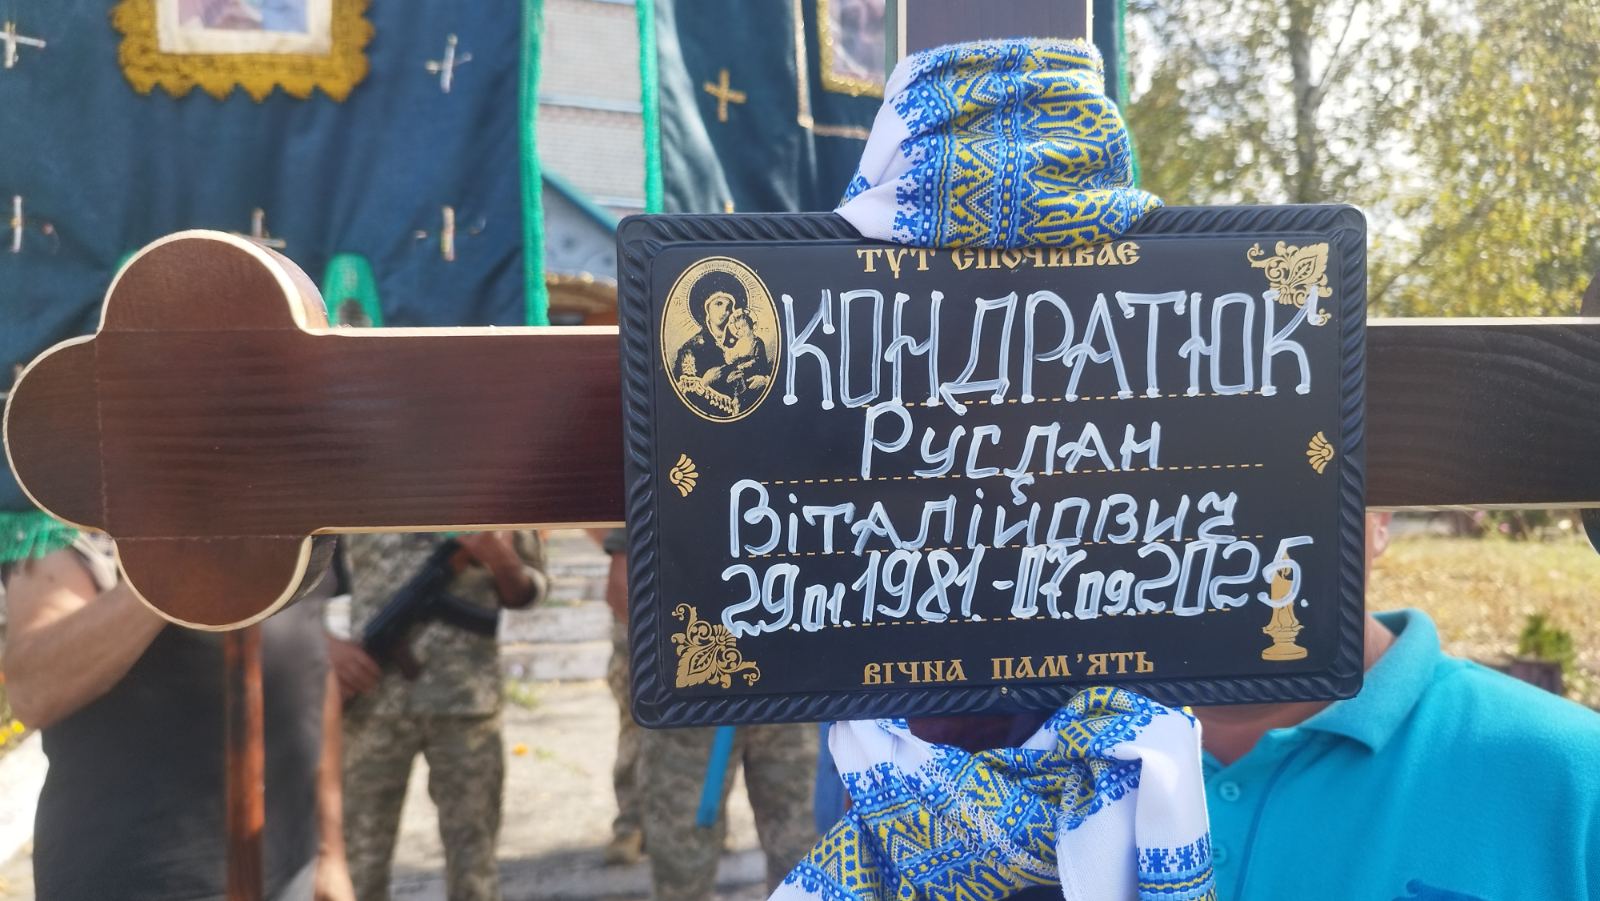 ТУТ СПОЧИВАЄ
КОНДРАТЮК
Руслан
Віталійович
29.01.1981.-07.09.2025.
ВІЧНА ПАМ'ЯТЬ